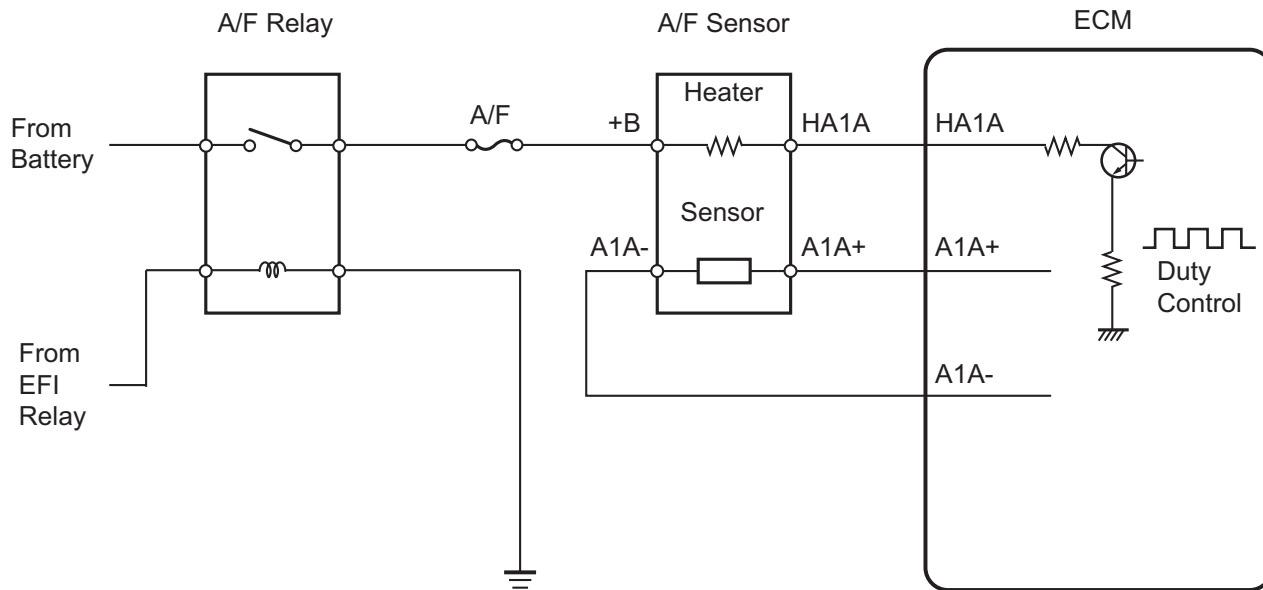 A/F Relay
A/F Sensor
ECM
From
Battery
A/F
+B
Heater
HA1A
HA1A
Sensor
A1A-
A1A+
A1A+
Duty
Control
From
EFI
Relay
A1A-